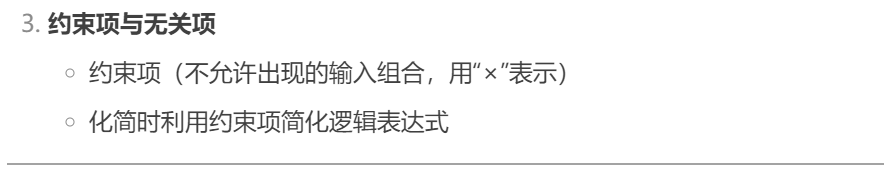 3. 约束项与无关项
○ 约束项（不允许出现的输入组合，用“×”表示）
○ 化简时利用约束项简化逻辑表达式